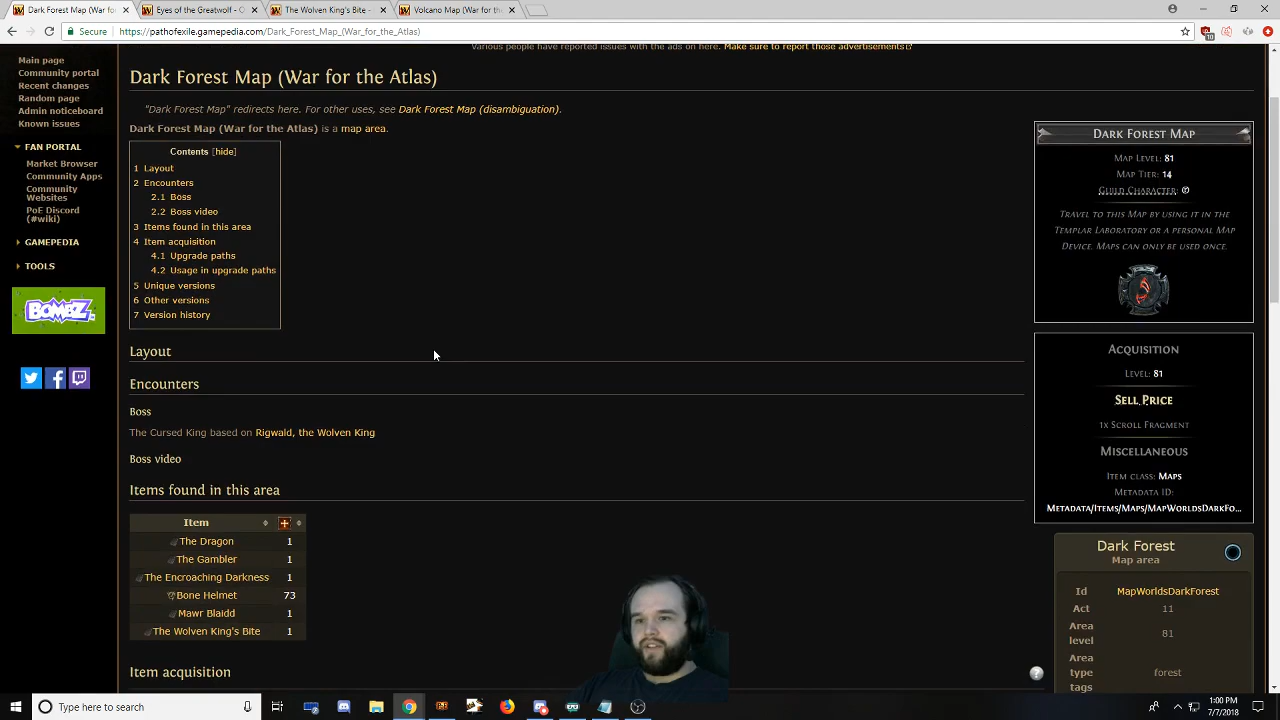 Dark Forest Map (War fo
Eyes of the Greatwolf - O
The Wolven King's Bite -
Volcano Map (War for the
Secure
https://pathofexile.gamepedia.com/Dark_Forest_Map_(War_for_the_Atlas)
Various people have reported issues with the ads on here. Make sure to report those advertisements
Main page
Community portal
Recent changes
Random page
Admin noticeboard
Known issues
FAN PORTAL
Market Browser
Community Apps
Community
Websites
PoE Discord
(#wiki)
GAMEPEDIA
TOOLS
BOMBZ
Dark Forest Map (War for the Atlas)
"Dark Forest Map" redirects here. For other uses, see Dark Forest Map (disambiguation).
Dark Forest Map (War for the Atlas) is a map area.
Contents [hide]
1 Layout
2 Encounters
2.1 Boss
2.2 Boss video
3 Items found in this area
4 Item acquisition
4.1 Upgrade paths
4.2 Usage in upgrade paths
5 Unique versions
6 Other versions
7 Version history
Layout
Encounters
Boss
The Cursed King based on Rigwald, the Wolven King
Boss video
Items found in this area
Item
The Dragon 1
The Gambler 1
The Encroaching Darkness 1
Bone Helmet 73
Mawr Blaidd 1
The Wolven King's Bite 1
Item acquisition
?
Dark Forest Map
Map Level: 81
Map Tier: 14
Guild Character:
Travel to this Map by using it in the
Templar Laboratory or a personal Map
Device. Maps can only be used once.
Acquisition
Level: 81
Sell Price
1x Scroll Fragment
Miscellaneous
Item class: Maps
Metadata ID:
Metadata/Items/Maps/MapWorldsDarkFo...
Dark Forest
Map area
Id MapWorldsDarkForest
Act 11
Area
level 81
Area
type forest
tags
Type here to search
1:00 PM
7/7/2018